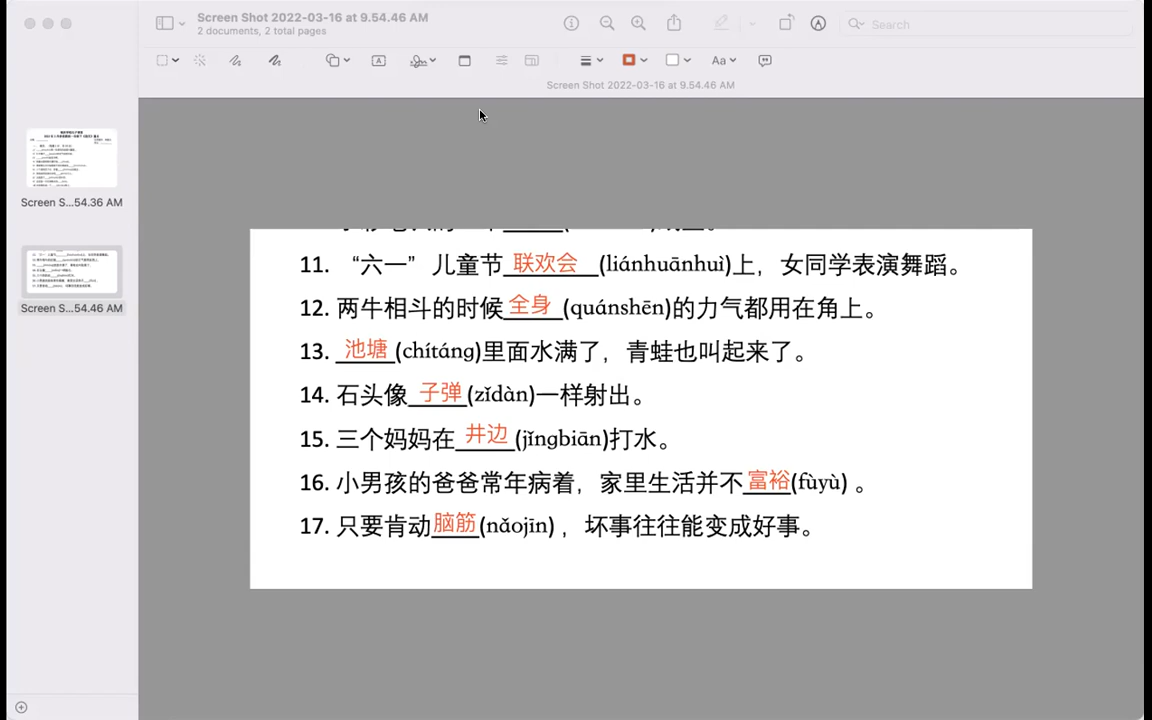 Screen Shot 2022-03-16 at 9.54.46 AM
2 documents, 2 total pages
Search
Aa
Screen Shot 2022-03-16 at 9.54.46 AM
Screen S...54.36 AM
Screen S...54.46 AM
11. “六一” 儿童节联欢会(liánhuānhuì)上，女同学表演舞蹈。
12. 两牛相斗的时候全身(quánshēn)的力气都用在角上。
13. 池塘(chítáng)里面水满了，青蛙也叫起来了。
14. 石头像子弹(zǐdàn)一样射出。
15. 三个妈妈在井边(jǐngbiān)打水。
16. 小男孩的爸爸常年病着，家里生活并不富裕(fùyù) 。
17. 只要肯动脑筋(nǎojīn) ，坏事往往能变成好事。